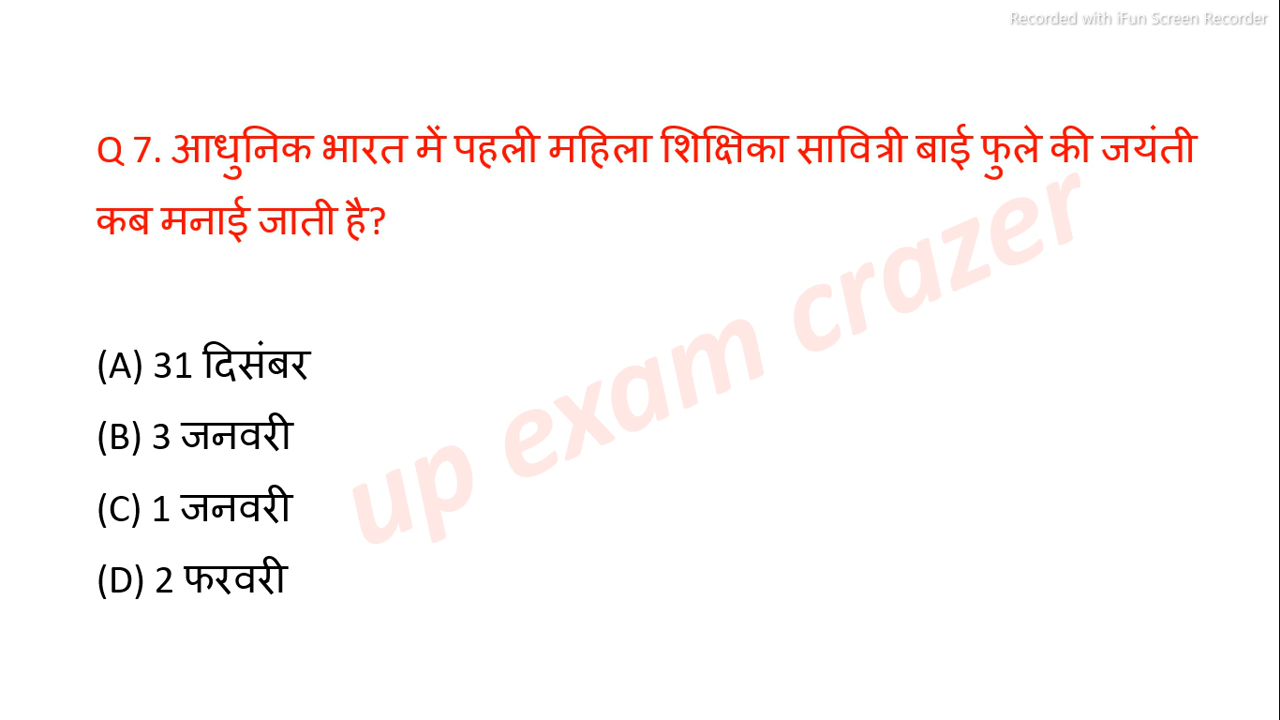 Recorded with iFun Screen Recorder
Q 7. आधुनिक भारत में पहली महिला शिक्षिका सावित्री बाई फुले की जयंती
कब मनाई जाती है?
(A) 31 दिसंबर
(B) 3 जनवरी
(C) 1 जनवरी
(D) 2 फरवरी
up exam crazer